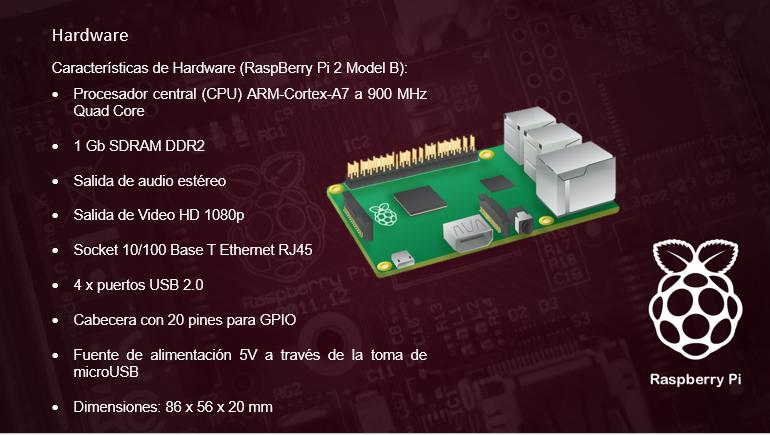 Hardware
Características de Hardware (RaspBerry Pi 2 Model B):
• Procesador central (CPU) ARM-Cortex-A7 a 900 MHz
Quad Core
• 1 Gb SDRAM DDR2
• Salida de audio estéreo
• Salida de Video HD 1080p
• Socket 10/100 Base T Ethernet RJ45
• 4 x puertos USB 2.0
• Cabecera con 20 pines para GPIO
• Fuente de alimentación 5V a través de la toma de
microUSB
• Dimensiones: 86 x 56 x 20 mm
Raspberry Pi